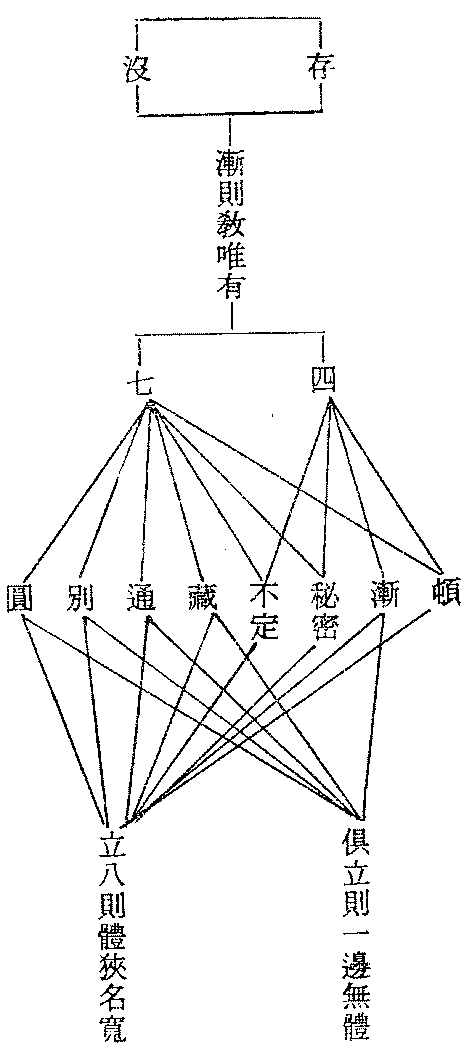 存
沒
漸則教唯有
四
七
頓
漸
秘密
不定
藏
通
別
圓
俱立則一邊無體
立八則體狹名寬